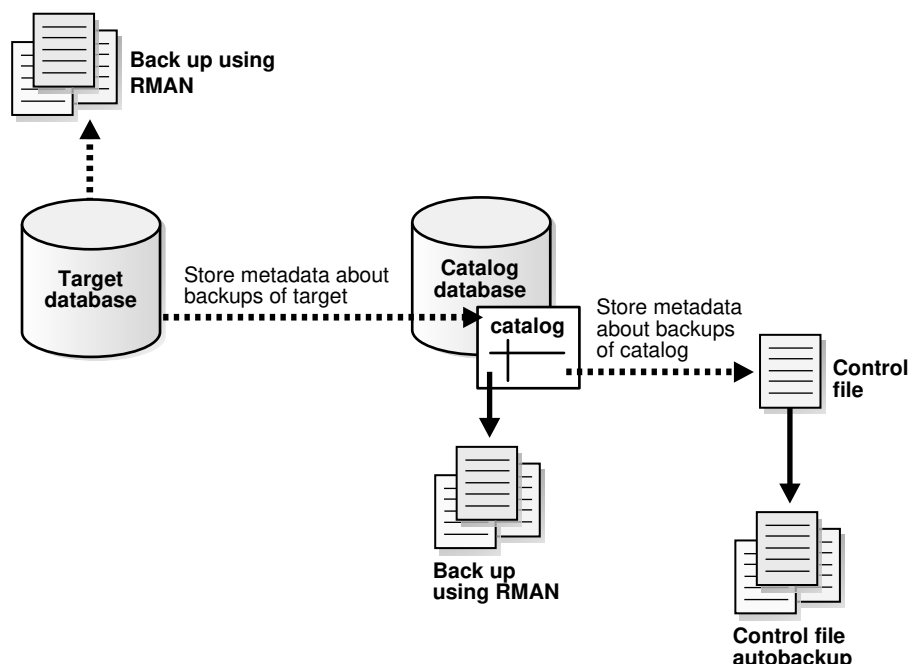 Back up using
RMAN
Target
database
Store metadata about
backups of target
Catalog
database
catalog
Store metadata
about backups
of catalog
Control
file
Back up
using RMAN
Control file
autobackup